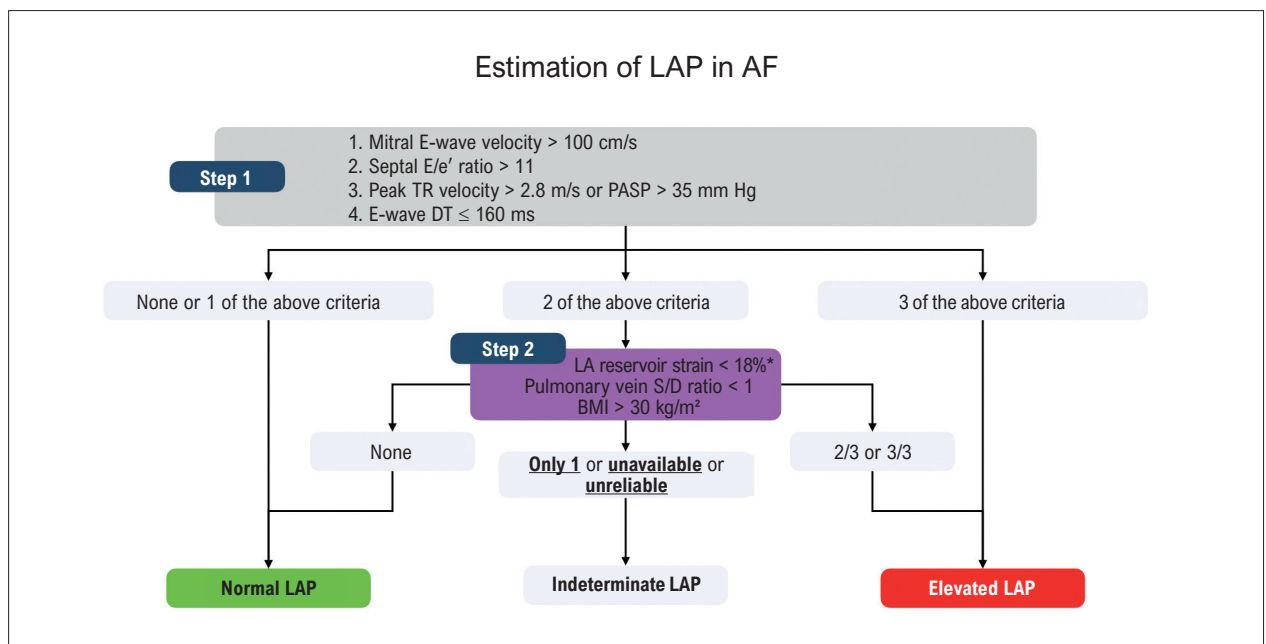 Estimation of LAP in AF
Step 1
1. Mitral E-wave velocity > 100 cm/s
2. Septal E/e′ ratio > 11
3. Peak TR velocity > 2.8 m/s or PASP > 35 mm Hg
4. E-wave DT ≤ 160 ms
None or 1 of the above criteria
2 of the above criteria
3 of the above criteria
Step 2
LA reservoir strain < 18%*
Pulmonary vein S/D ratio < 1
BMI > 30 kg/m²
None
Only 1 or unavailable or
unreliable
2/3 or 3/3
Normal LAP
Indeterminate LAP
Elevated LAP